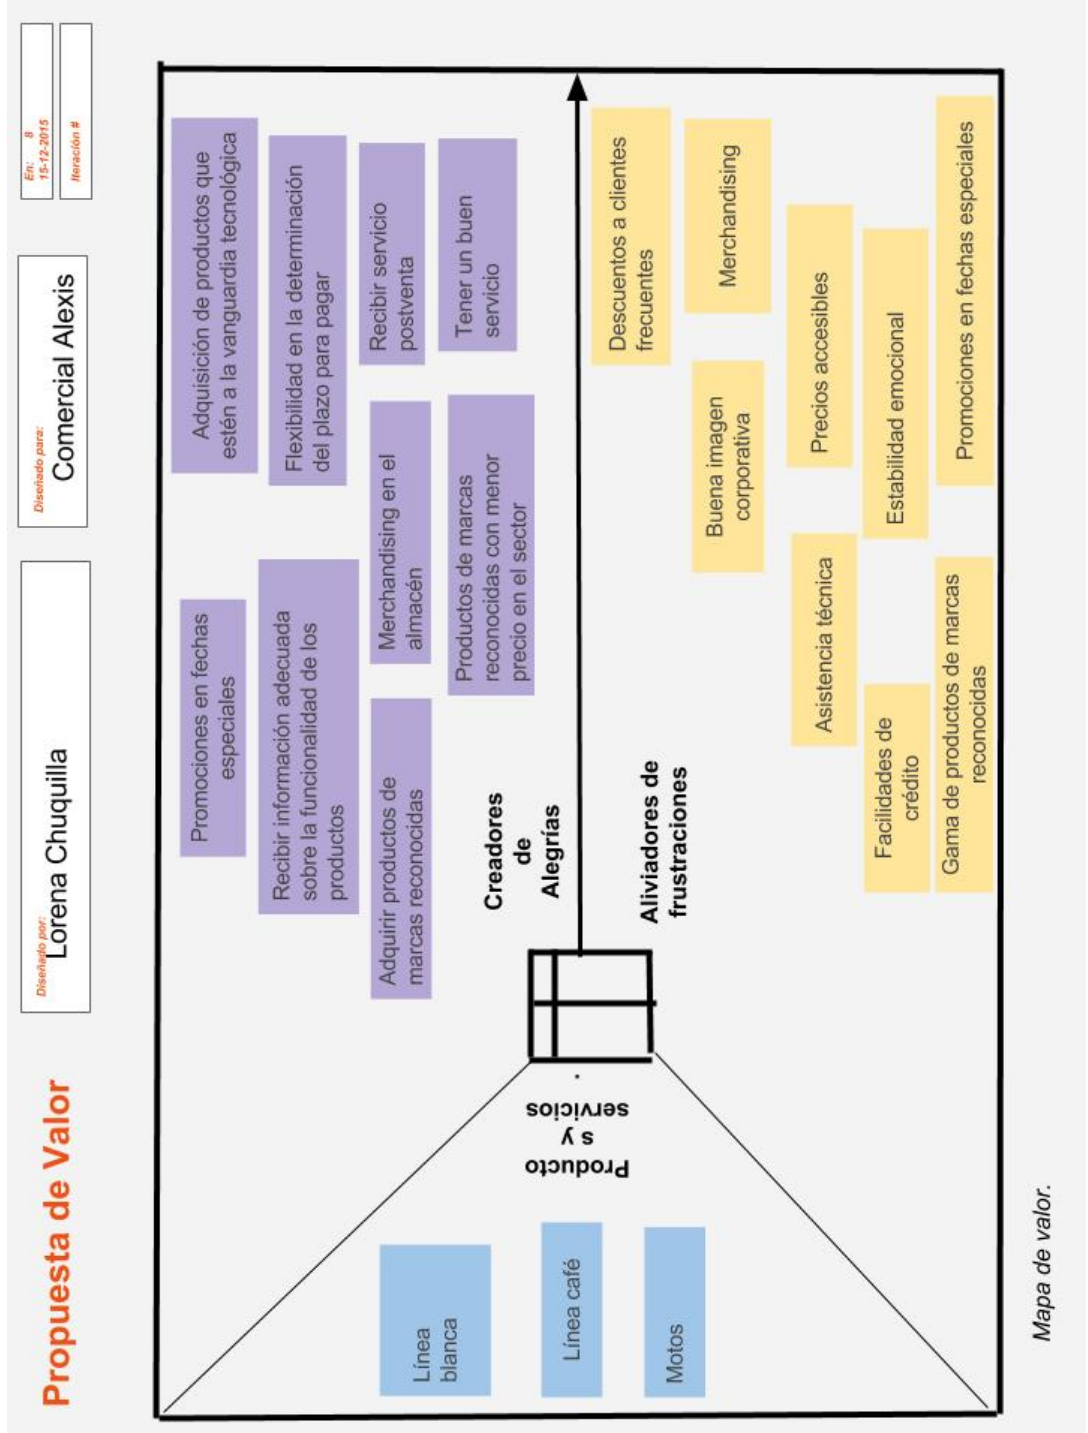 Propuesta de Valor
Diseñado por:
Lorena Chuquilla
Diseñado para:
Comercial Alexis
En: 8
15-12-2015
Iteración #
Promociones en fechas
especiales
Adquisición de productos que
estén a la vanguardia tecnológica
Recibir información adecuada
sobre la funcionalidad de los
productos
Flexibilidad en la determinación
del plazo para pagar
Adquirir productos de
marcas reconocidas
Merchandising en el
almacén
Recibir servicio
postventa
Productos de marcas
reconocidas con menor
precio en el sector
Tener un buen
servicio
Creadores
de
Alegrías
Línea
blanca
Línea café
Motos
Producto
s y
servicios
.
Aliviadores de
frustraciones
Descuentos a clientes
frecuentes
Buena imagen
corporativa
Merchandising
Asistencia técnica
Precios accesibles
Facilidades de
crédito
Estabilidad emocional
Gama de productos de marcas
reconocidas
Promociones en fechas especiales
Mapa de valor.